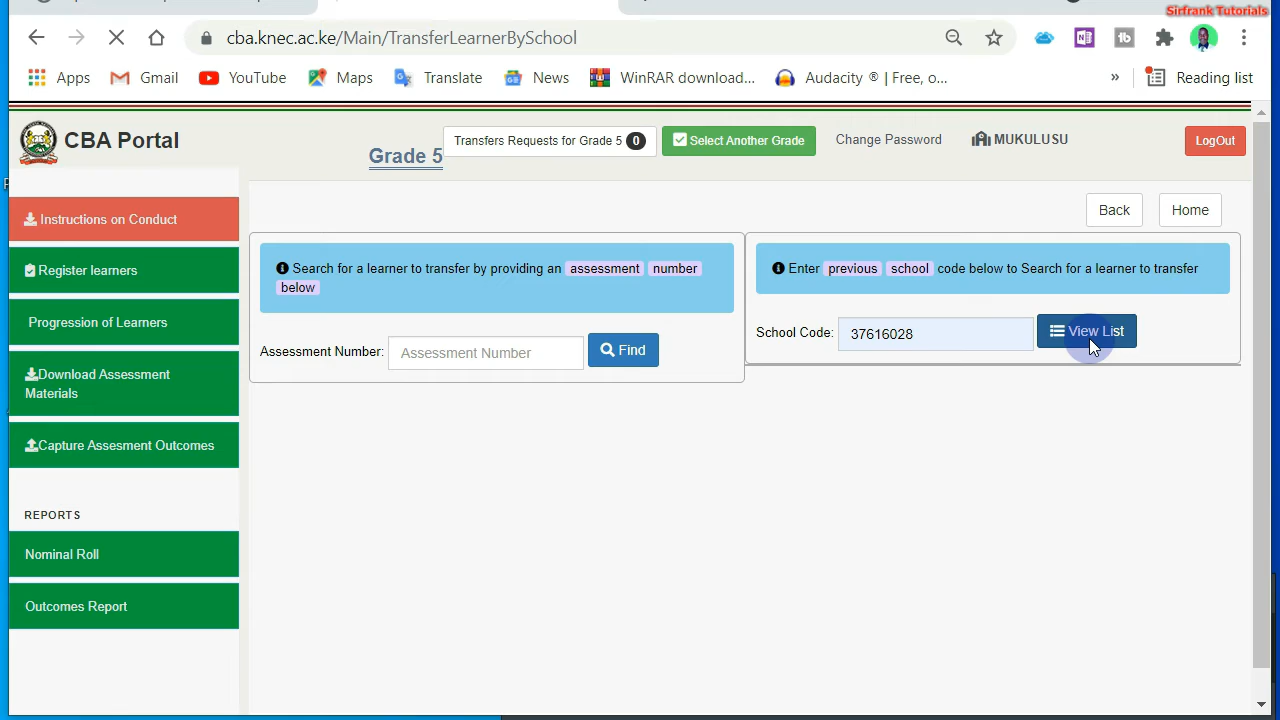 Sirfrank Tutorials
cba.knec.ac.ke/Main/TransferLearnerBySchool
Apps Gmail YouTube Maps Translate News WinRAR download... Audacity ® | Free, o... » Reading list
CBA Portal
Grade 5
Transfers Requests for Grade 5 0
Select Another Grade
Change Password
MUKULUSU
LogOut
Instructions on Conduct
Register learners
Progression of Learners
Download Assessment
Materials
Capture Assesment Outcomes
REPORTS
Nominal Roll
Outcomes Report
Back Home
Search for a learner to transfer by providing an assessment number
below
Assessment Number: Assessment Number Find
Enter previous school code below to Search for a learner to transfer
School Code: 37616028 View List